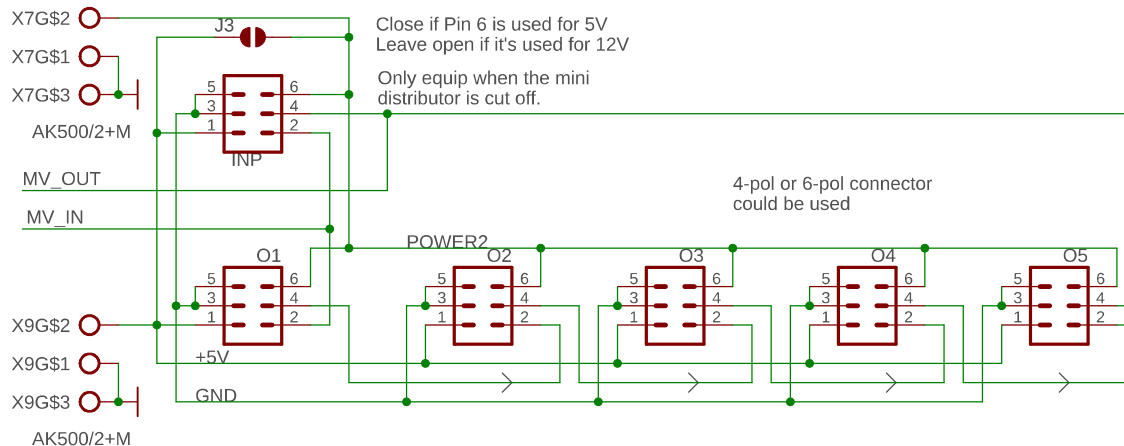 X7G$2
J3
Close if Pin 6 is used for 5V
Leave open if it's used for 12V
X7G$1
Only equip when the mini
distributor is cut off.
X7G$3
5 6
3 4
1 2
AK500/2+M
INP
MV_OUT
4-pol or 6-pol connector
could be used
MV_IN
POWER2
O1 O2 O3 O4 O5
5 6 5 6 5 6 5 6 5 6
3 4 3 4 3 4 3 4 3 4
1 2 1 2 1 2 1 2 1 2
X9G$2
+5V
X9G$1
GND
X9G$3
AK500/2+M